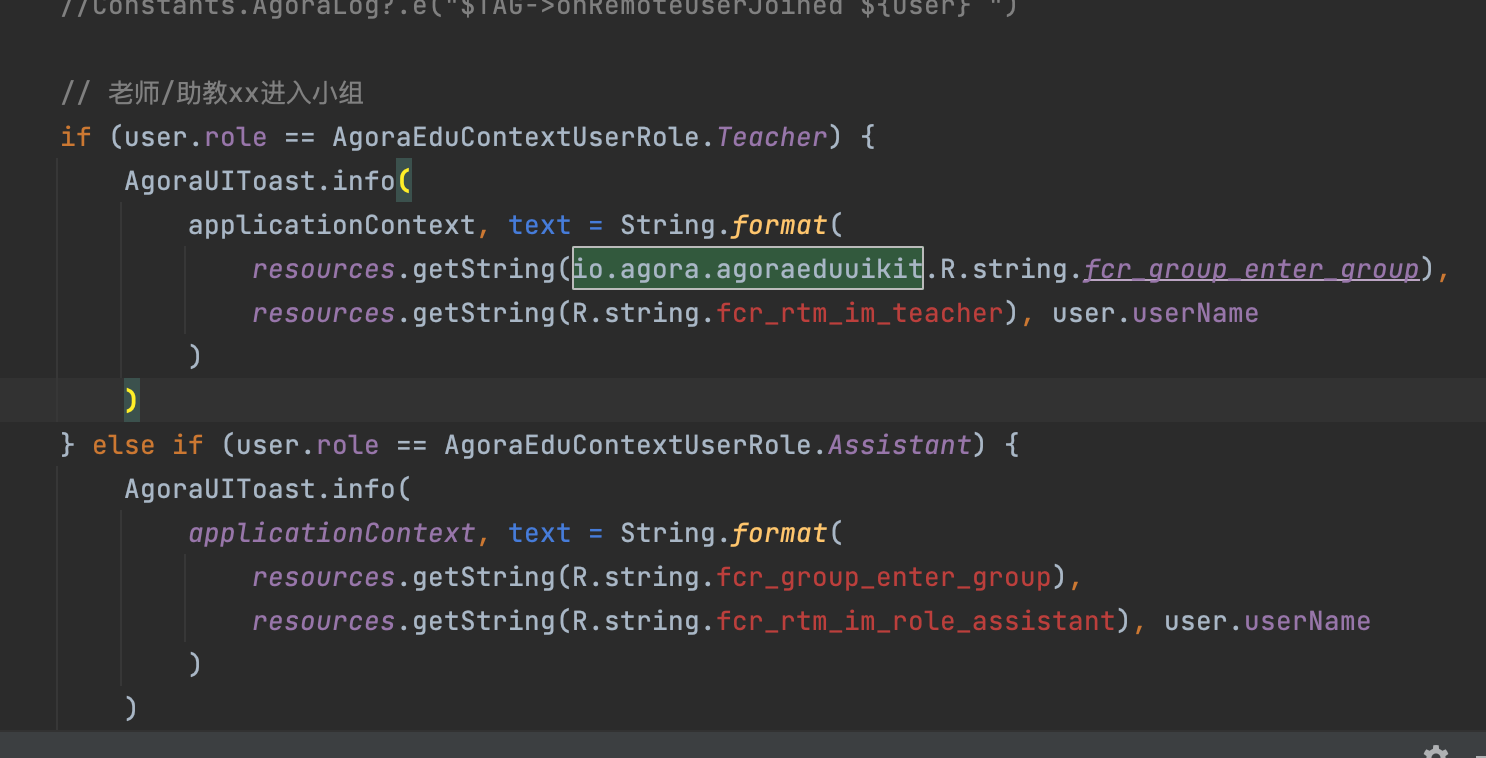 //Constants.AgoraLog?.e("$TAG->onRemoteUserJoined ${user} ")
// 老师/助教xx进入小组
if (user.role == AgoraEduContextUserRole.Teacher) {
AgoraUIToast.info(
applicationContext, text = String.format(
resources.getString(io.agora.agoraeduuikit.R.string.fcr_group_enter_group),
resources.getString(R.string.fcr_rtm_im_teacher), user.userName
)
)
} else if (user.role == AgoraEduContextUserRole.Assistant) {
AgoraUIToast.info(
applicationContext, text = String.format(
resources.getString(R.string.fcr_group_enter_group),
resources.getString(R.string.fcr_rtm_im_role_assistant), user.userName
)
)